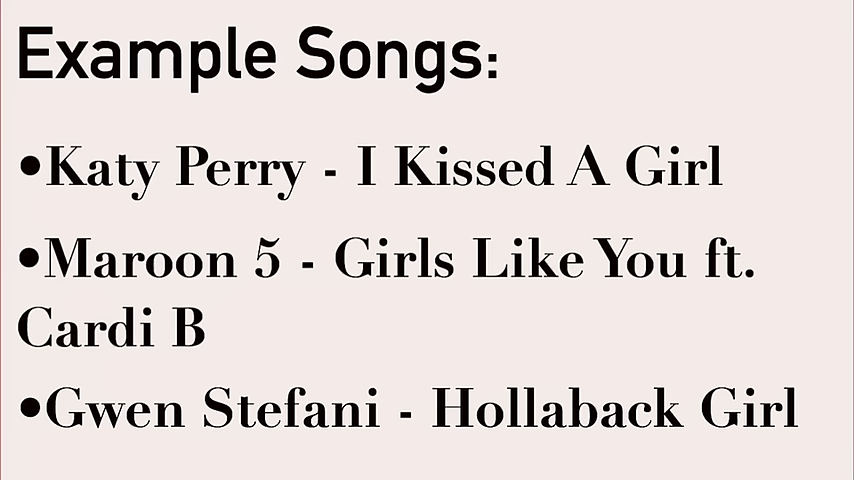 Example Songs:
•Katy Perry - I Kissed A Girl
•Maroon 5 - Girls Like You ft.
Cardi B
•Gwen Stefani - Hollaback Girl